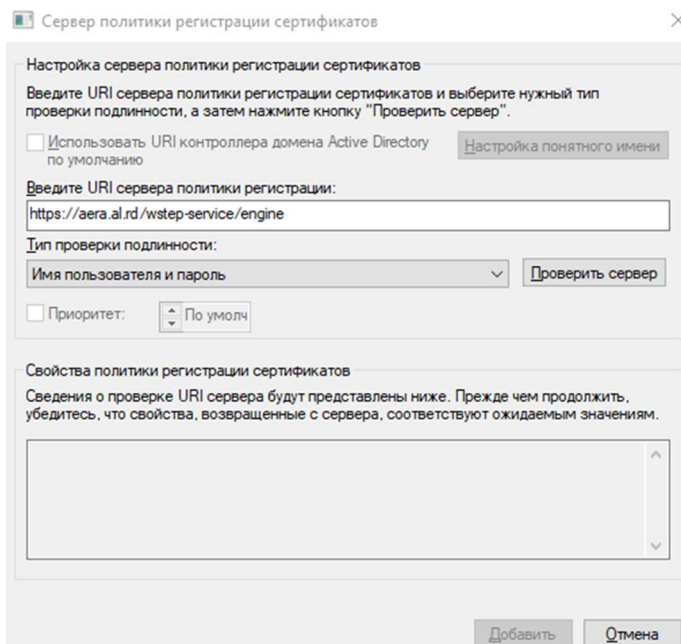 Сервер политики регистрации сертификатов
Настройка сервера политики регистрации сертификатов
Введите URI сервера политики регистрации сертификатов и выберите нужный тип
проверки подлинности, а затем нажмите кнопку "Проверить сервер".
Использовать URI контроллера домена Active Directory
по умолчанию
Настройка понятного имени
Введите URI сервера политики регистрации:
https://aera.al.rd/wstep-service/engine
Тип проверки подлинности:
Имя пользователя и пароль
Проверить сервер
Приоритет:
По умолч
Свойства политики регистрации сертификатов
Сведения о проверке URI сервера будут представлены ниже. Прежде чем продолжить,
убедитесь, что свойства, возвращенные с сервера, соответствуют ожидаемым значениям.
Добавить
Отмена